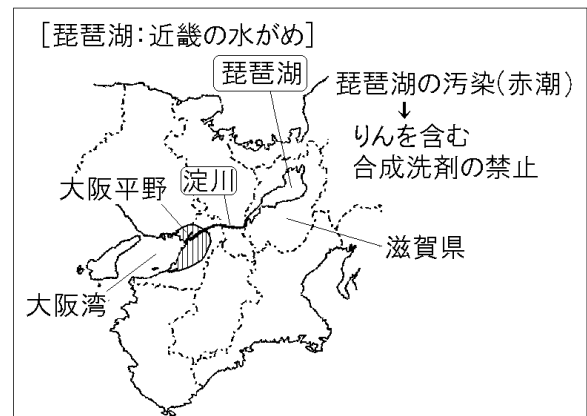 [琵琶湖：近畿の水がめ]
琵琶湖
琵琶湖の汚染(赤潮)
↓
りんを含む
合成洗剤の禁止
大阪平野
淀川
滋賀県
大阪湾